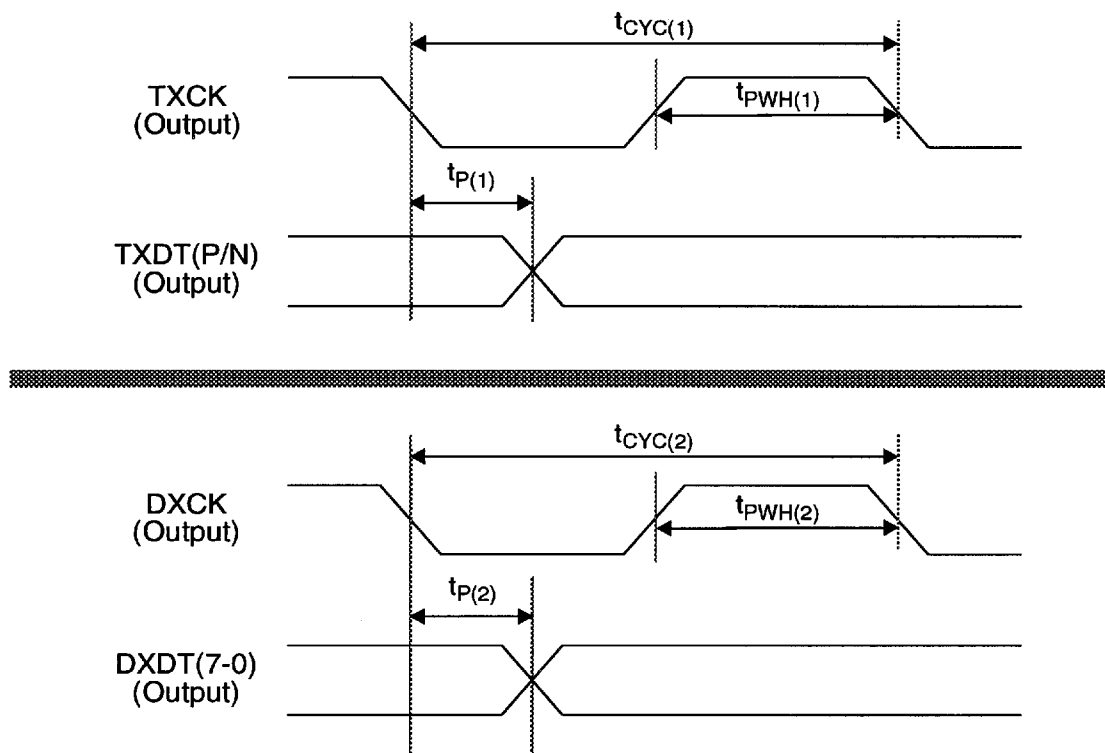 tCYC(1)
TXCK
(Output)
tPWH(1)
tP(1)
TXDT(P/N)
(Output)
tCYC(2)
DXCK
(Output)
tPWH(2)
tP(2)
DXDT(7-0)
(Output)